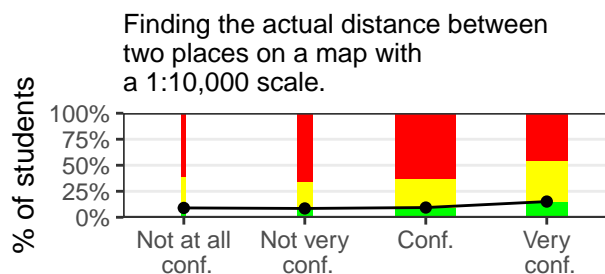 Finding the actual distance between
two places on a map with
a 1:10,000 scale.
% of students
100%
75%
50%
25%
0%
Not at all
conf.
Not very
conf.
Conf.
Very
conf.